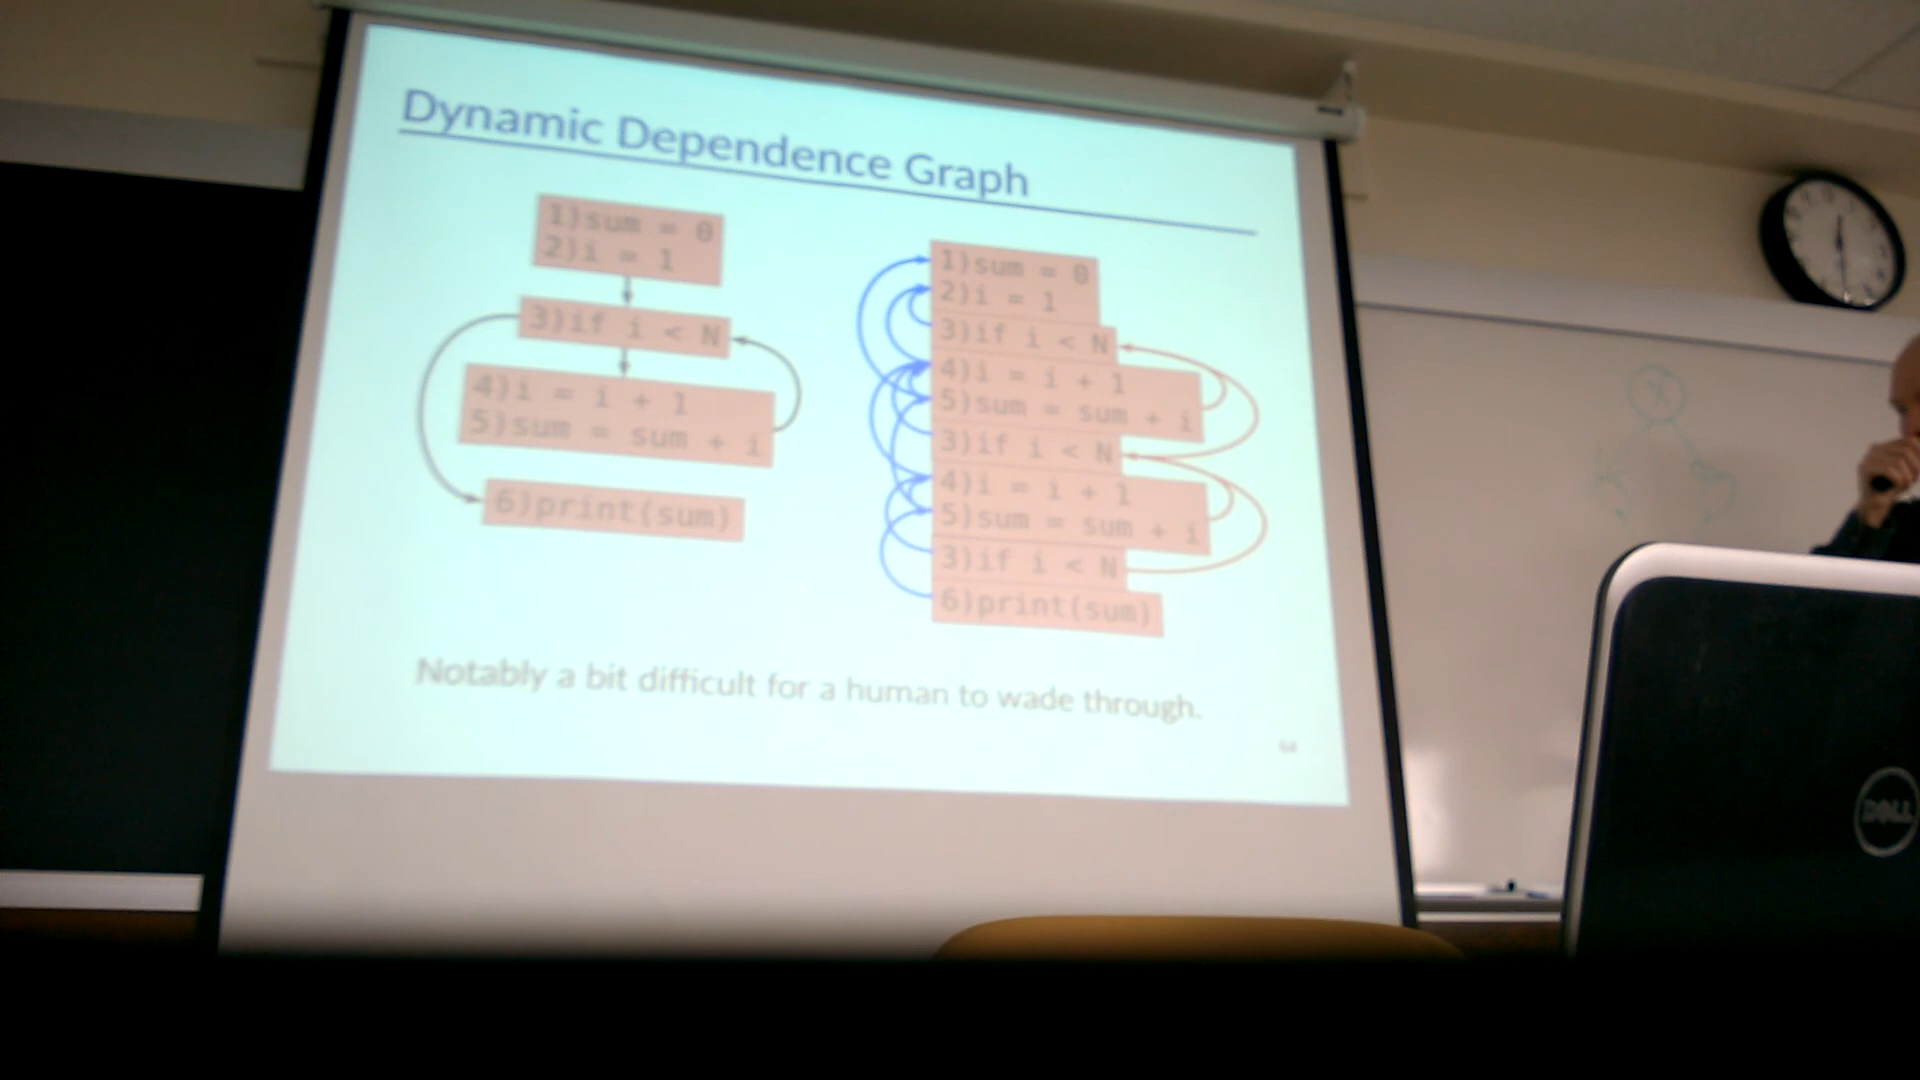 Dynamic Dependence Graph
1)sum = 0
2)i = 1
3)if i < N
4)i = i + 1
5)sum = sum + i
6)print(sum)
1)sum = 0
2)i = 1
3)if i < N
4)i = i + 1
5)sum = sum + i
3)if i < N
4)i = i + 1
5)sum = sum + i
3)if i < N
6)print(sum)
Notably a bit difficult for a human to wade through.
64
DELL